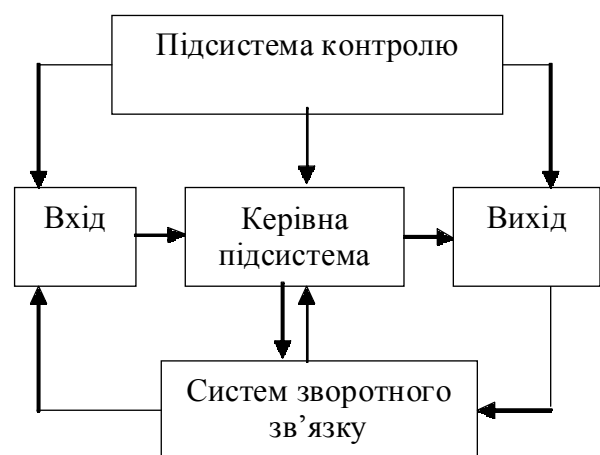 Підсистема контролю
Вхід
Керівна
підсистема
Вихід
Систем зворотного
зв’язку